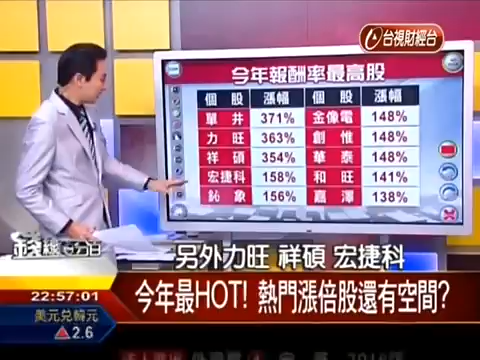 台視財經台
今年報酬率最高股
個股 漲幅 個股 漲幅
單井 371% 金像電 148%
力旺 363% 創惟 148%
祥碩 354% 華泰 148%
宏捷科 158% 和旺 141%
鈊象 156% 嘉澤 138%
另外力旺 祥碩 宏捷科
22:57:01
今年最HOT! 熱門漲倍股還有空間?
美元兌韓元
▲2.6